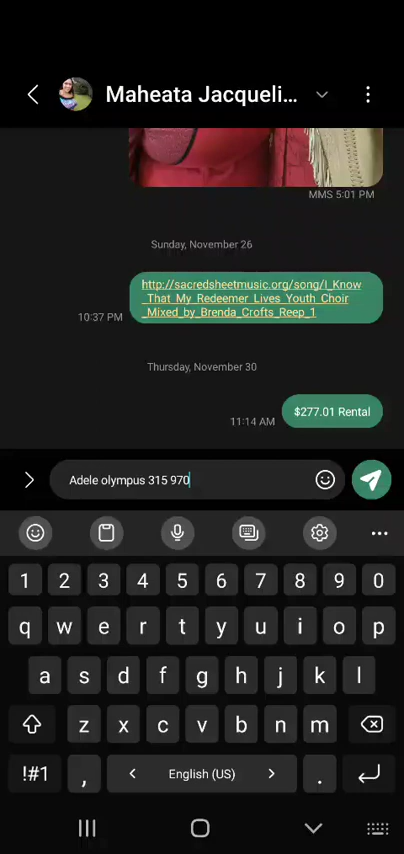 Maheata Jacqueli...
MMS 5:01 PM
Sunday, November 26
http://sacredsheetmusic.org/song/I_Know
_That_My_Redeemer_Lives_Youth_Choir
_Mixed_by_Brenda_Crofts_Reep_1
10:37 PM
Thursday, November 30
$277.01 Rental
11:14 AM
Adele olympus 315 970
1 2 3 4 5 6 7 8 9 0
q w e r t y u i o p
a s d f g h j k l
z x c v b n m
!#1 , < English (US) > .